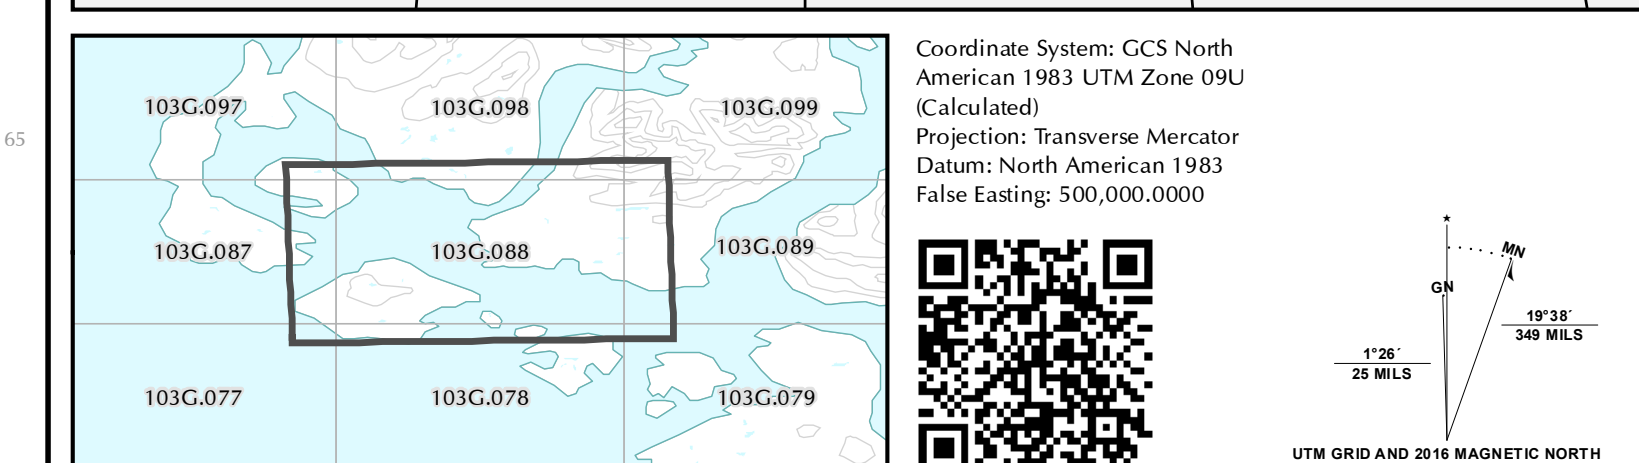 65
103G.097
103G.098
103G.099
103G.087
103G.088
103G.089
103G.077
103G.078
103G.079
Coordinate System: GCS North
American 1983 UTM Zone 09U
(Calculated)
Projection: Transverse Mercator
Datum: North American 1983
False Easting: 500,000.0000
MN
GN
19°38´
349 MILS
1°26´
25 MILS
UTM GRID AND 2016 MAGNETIC NORTH